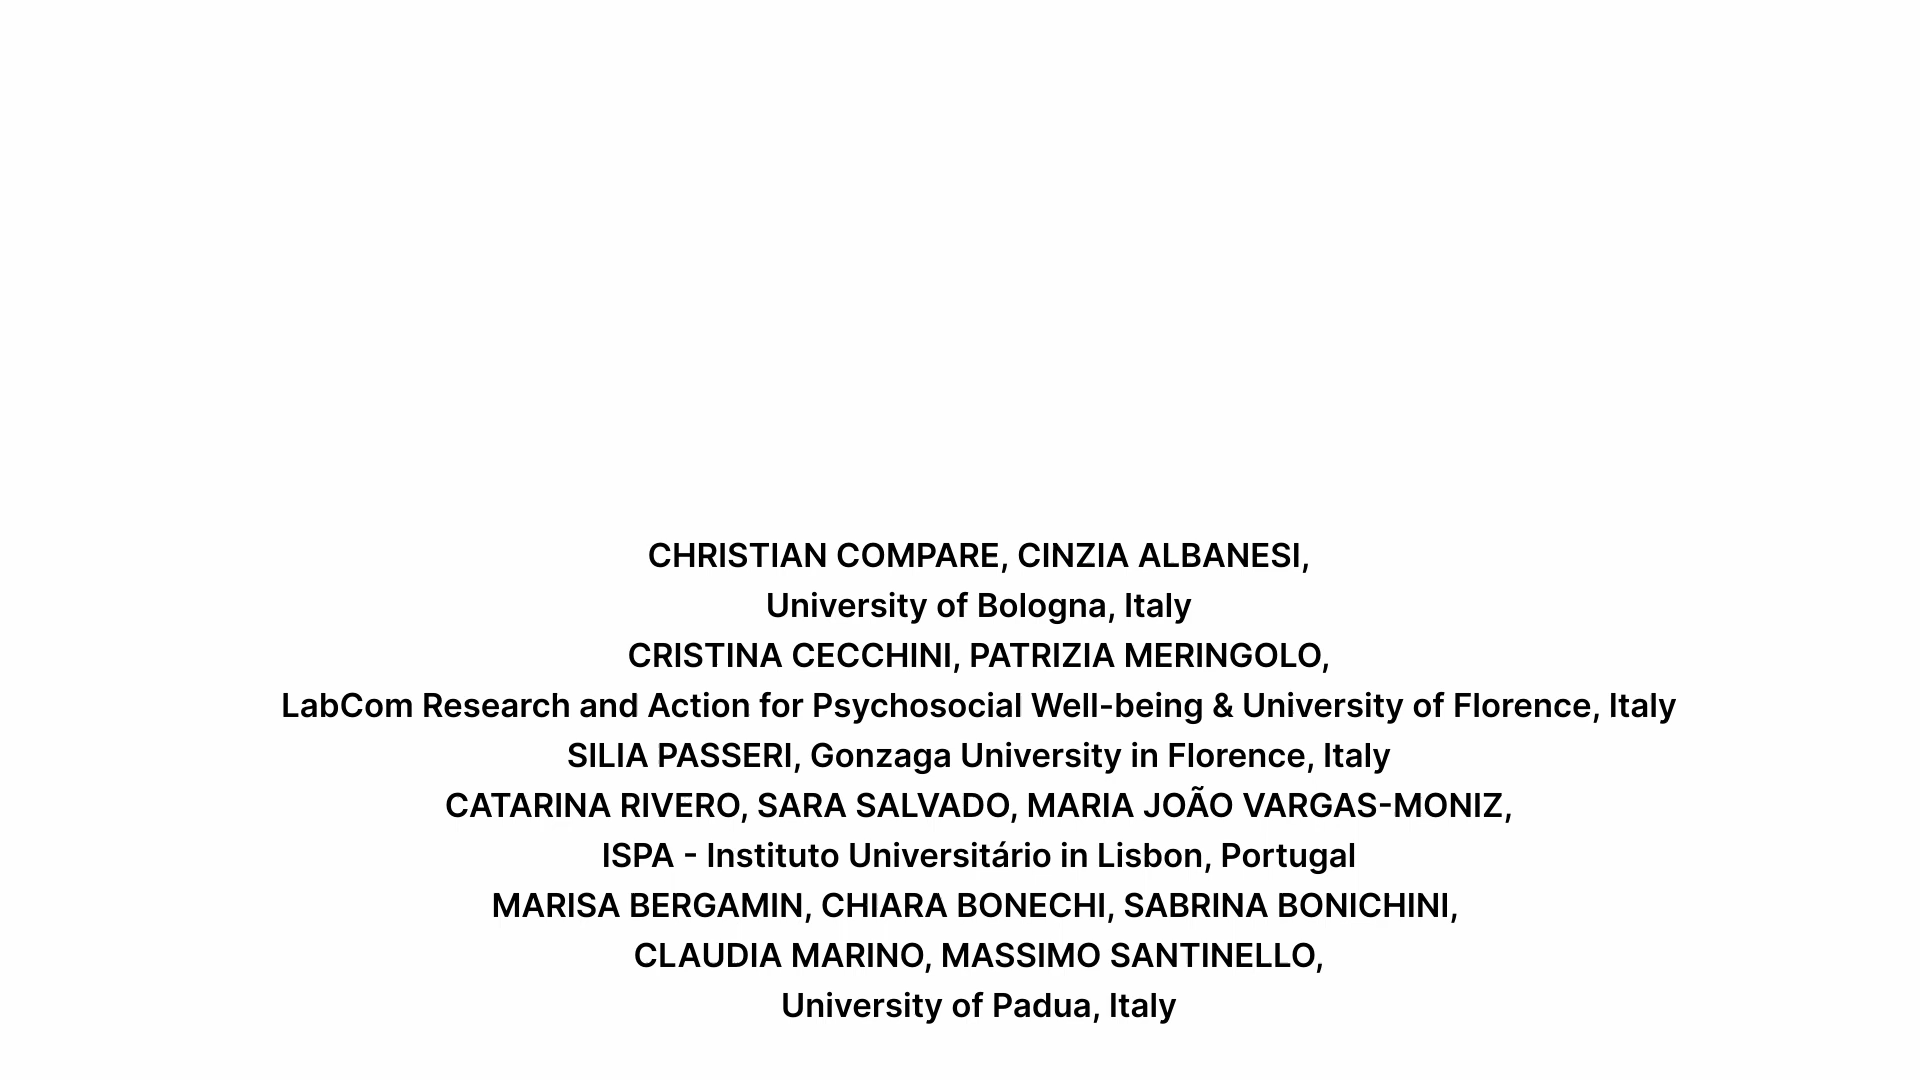 CHRISTIAN COMPARE, CINZIA ALBANESI,
University of Bologna, Italy
CRISTINA CECCHINI, PATRIZIA MERINGOLO,
LabCom Research and Action for Psychosocial Well-being & University of Florence, Italy
SILIA PASSERI, Gonzaga University in Florence, Italy
CATARINA RIVERO, SARA SALVADO, MARIA JOÃO VARGAS-MONIZ,
ISPA - Instituto Universitário in Lisbon, Portugal
MARISA BERGAMIN, CHIARA BONECHI, SABRINA BONICHINI,
CLAUDIA MARINO, MASSIMO SANTINELLO,
University of Padua, Italy